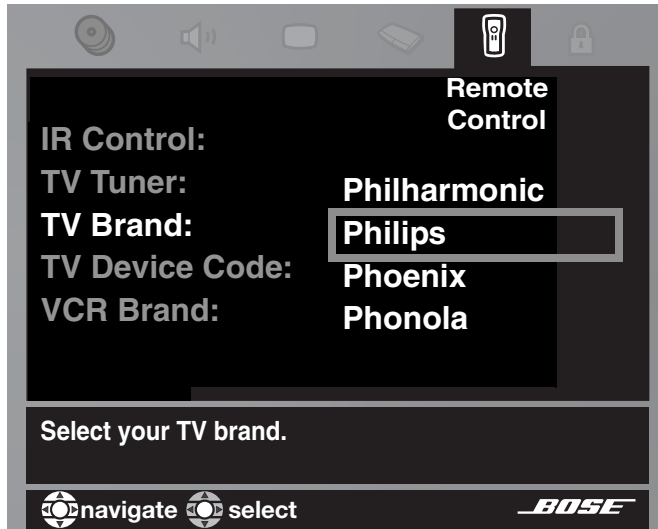 Remote
Control
IR Control:
TV Tuner:
TV Brand:
TV Device Code:
VCR Brand:
Philharmonic
Philips
Phoenix
Phonola
Select your TV brand.
navigate select
BOSE